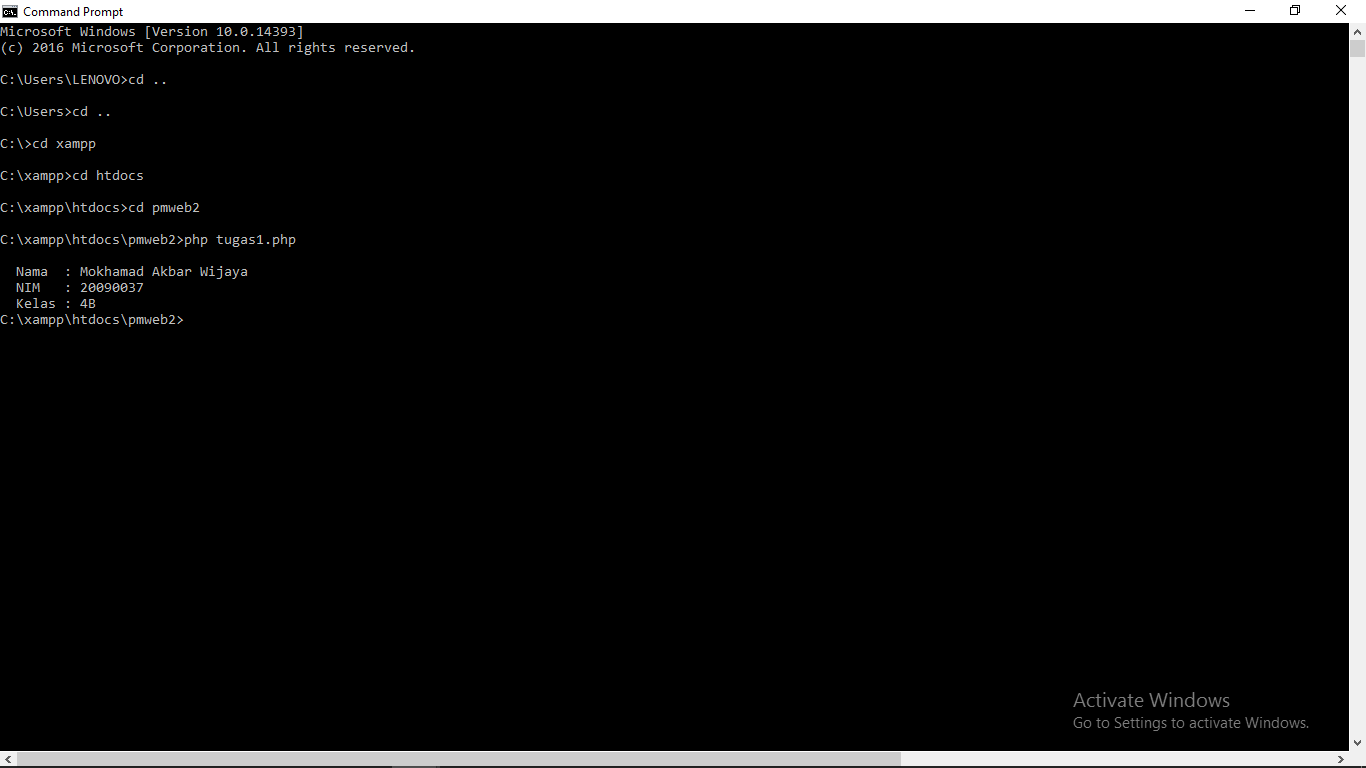 Command Prompt
Microsoft Windows [Version 10.0.14393]
(c) 2016 Microsoft Corporation. All rights reserved.
C:\Users\LENOVO>cd ..
C:\Users>cd ..
C:\>cd xampp
C:\xampp>cd htdocs
C:\xampp\htdocs>cd pmweb2
C:\xampp\htdocs\pmweb2>php tugas1.php
Nama  : Mokhamad Akbar Wijaya
NIM   : 20090037
Kelas : 4B
C:\xampp\htdocs\pmweb2>
Activate Windows
Go to Settings to activate Windows.